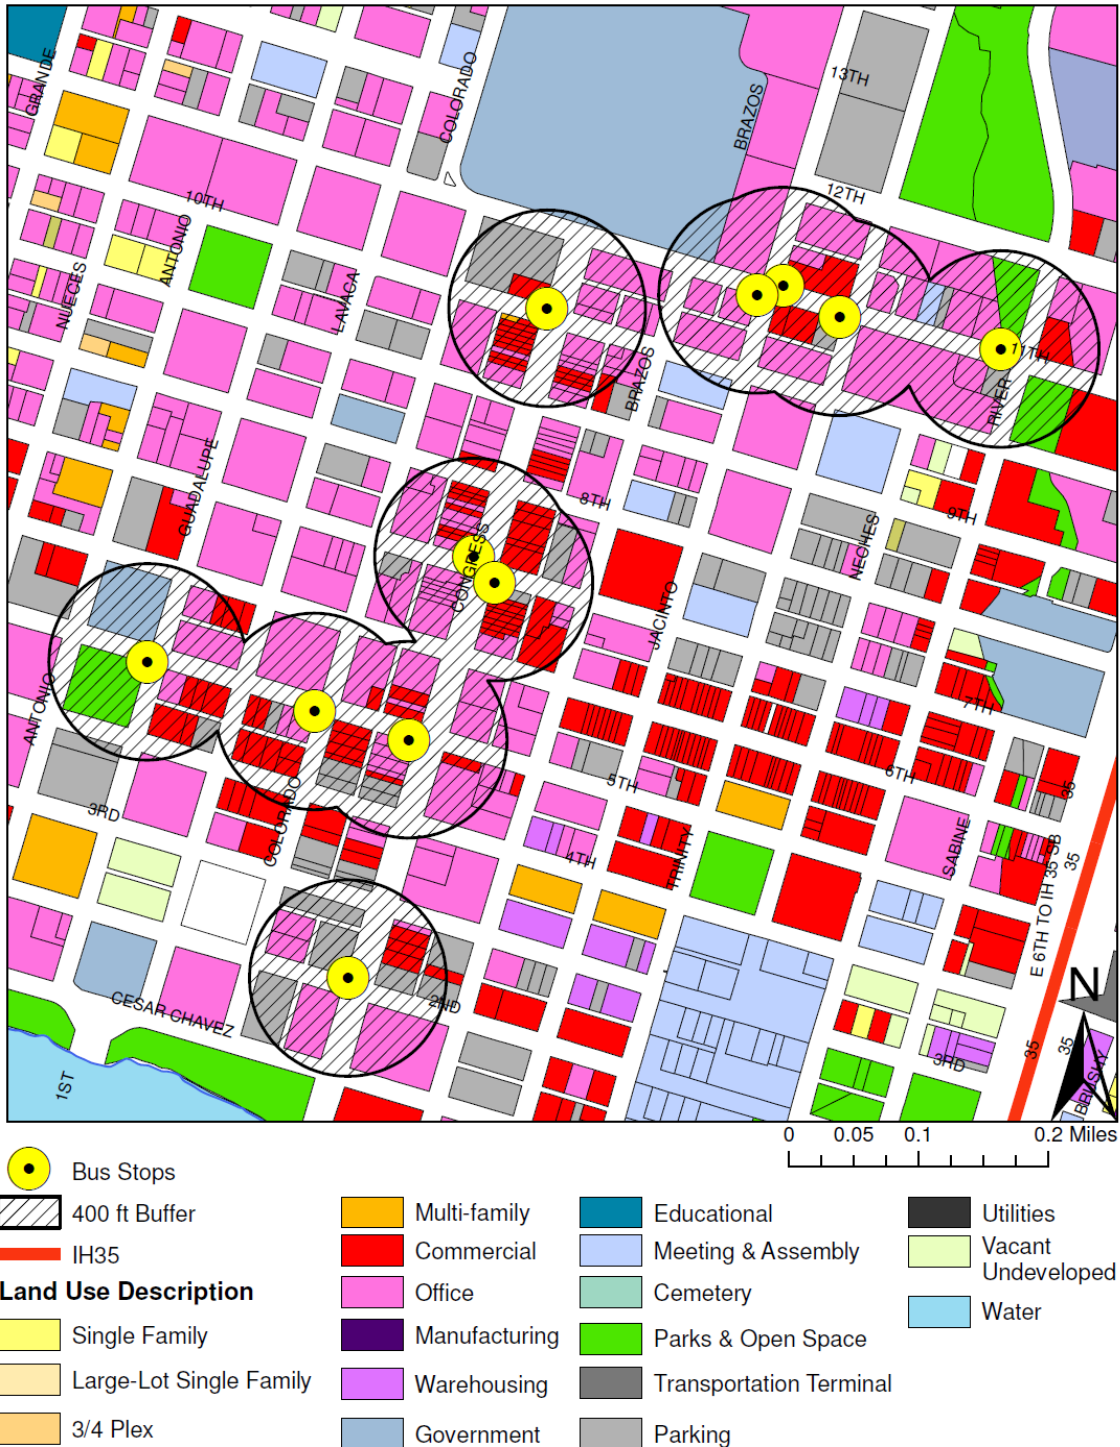 GRANDE
COLORADO
13TH
BRAZOS
12TH
10TH
ANTONIO
NUECES
LAVACA
11TH
BRAZOS
RIVER
GUADALUPE
8TH
9TH
NECHES
CONGRESS
JACINTO
ANTONIO
7TH
6TH
5TH
35
3RD
COLORADO
4TH
TRINITY
SABINE
E 6TH TO IH 35 SB
35
2ND
CESAR CHAVEZ
N
3RD
35
35
1ST
BRUSHY
0 0.05 0.1 0.2 Miles
Bus Stops
400 ft Buffer
IH35
Land Use Description
Single Family
Large-Lot Single Family
3/4 Plex
Multi-family
Commercial
Office
Manufacturing
Warehousing
Government
Educational
Meeting & Assembly
Cemetery
Parks & Open Space
Transportation Terminal
Parking
Utilities
Vacant
Undeveloped
Water